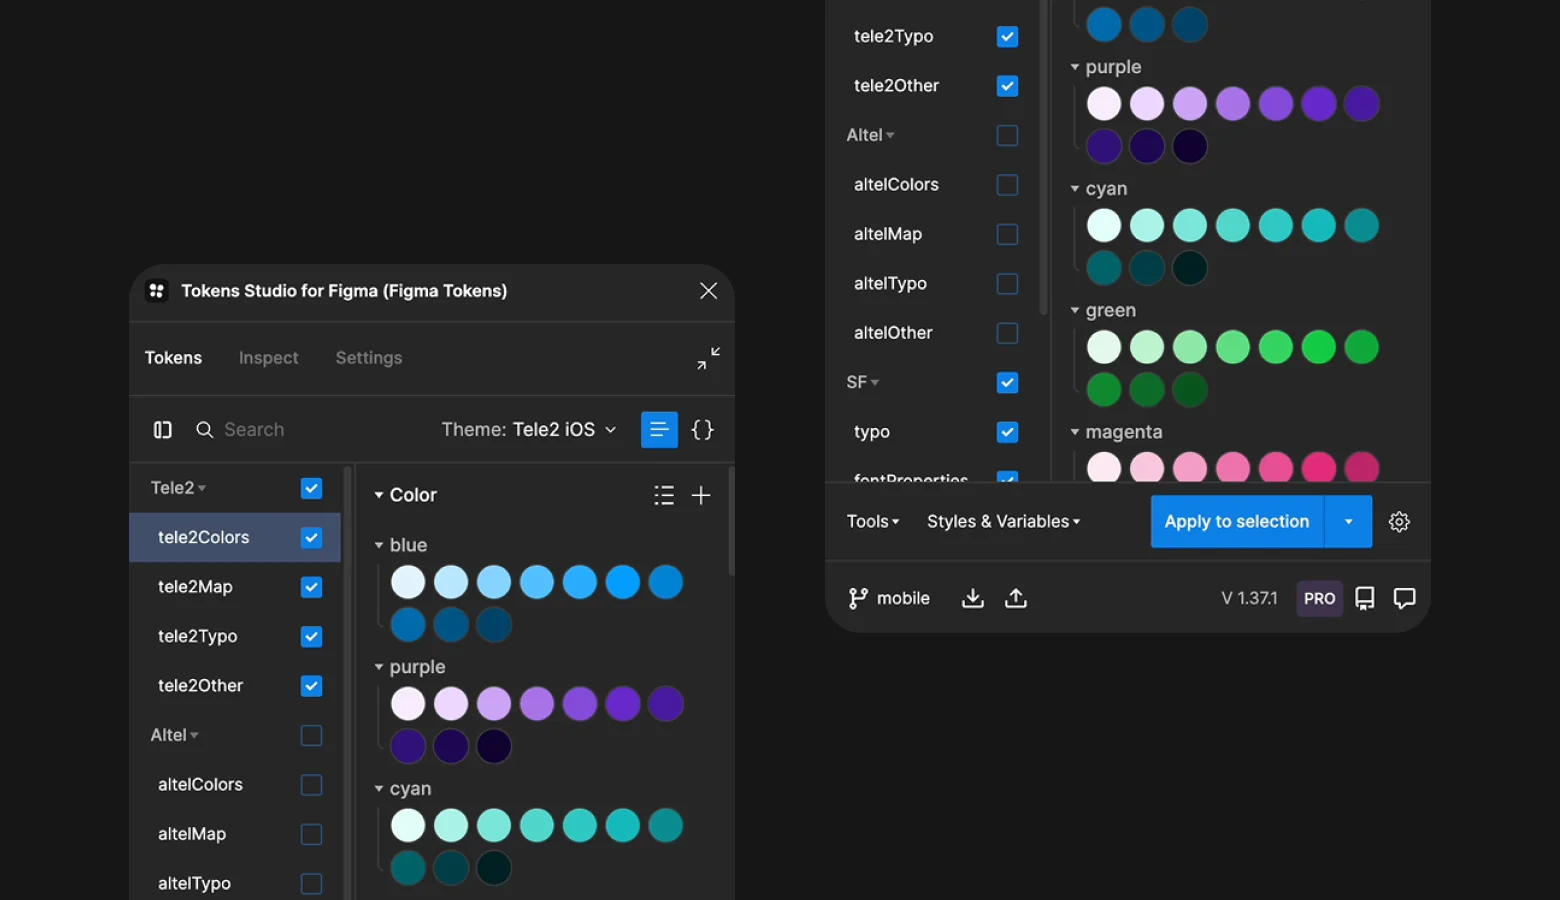 Tokens Studio for Figma (Figma Tokens)
Tokens Inspect Settings
Search Theme: Tele2 iOS {}
Tele2
tele2Colors
tele2Map
tele2Typo
tele2Other
Altel
altelColors
altelMap
altelTypo
Color
blue
purple
cyan
tele2Typo
tele2Other
Altel
altelColors
altelMap
altelTypo
altelOther
SF
typo
fontProperties
purple
cyan
green
magenta
Tools Styles & Variables Apply to selection
mobile V 1.37.1 PRO